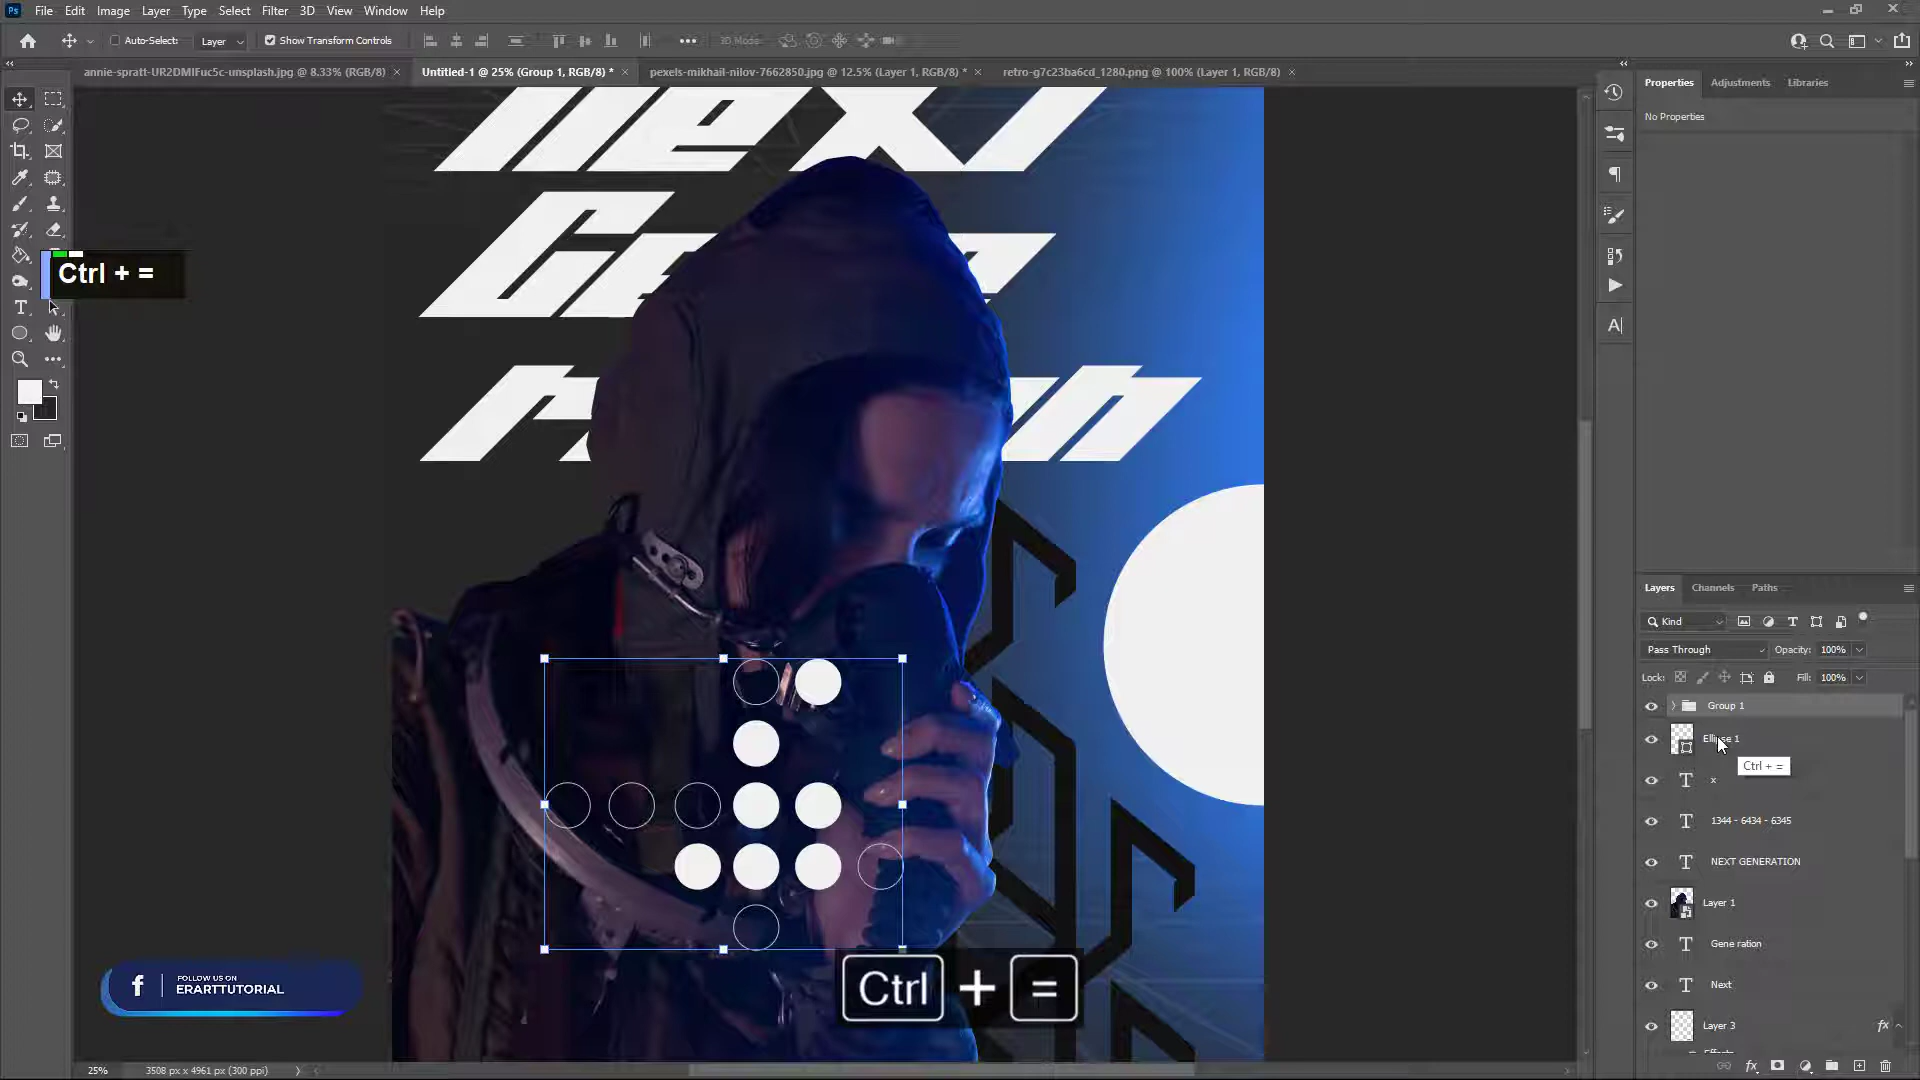 Ps File Edit Image Layer Type Select Filter 3D View Window Help
Auto-Select: Layer Show Transform Controls 3D Mode:
annie-spratt-UR2DMIFuc5c-unsplash.jpg @ 8.33% (RGB/8) × Untitled-1 @ 25% (Group 1, RGB/8) * × pexels-mikhail-nilov-7662850.jpg @ 12.5% (Layer 1, RGB/8) * × retro-g7c23ba6cd_1280.png @ 100% (Layer 1, RGB/8) ×
Properties Adjustments Libraries
No Properties
Next
Ctrl + =
Layers Channels Paths
Kind
Pass Through Opacity: 100%
Lock: Fill: 100%
Group 1
Ellipse 1
Ctrl + =
x
1344 - 6434 - 6345
NEXT GENERATION
Layer 1
Gene ration
Next
Layer 3
fx
Effects
f FOLLOW US ON
ERARTTUTORIAL
Ctrl + =
25% 3508 px x 4961 px (300 ppi)